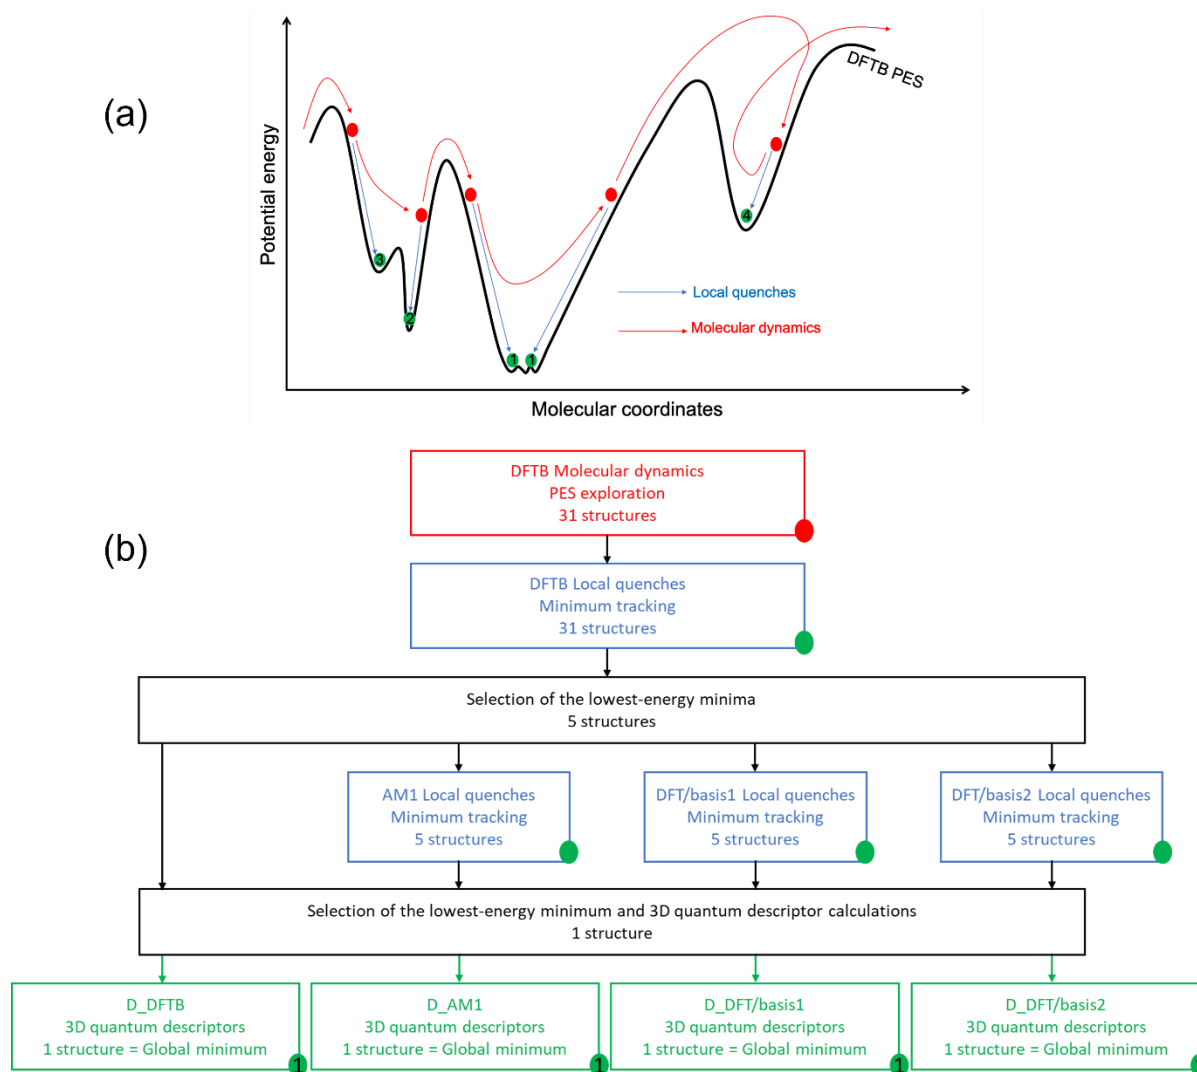 (a)
Potential energy
DFTB PES
3
2
1
1
4
Local quenches
Molecular dynamics
Molecular coordinates
(b)
DFTB Molecular dynamics
PES exploration
31 structures
DFTB Local quenches
Minimum tracking
31 structures
Selection of the lowest-energy minima
5 structures
AM1 Local quenches
Minimum tracking
5 structures
DFT/basis1 Local quenches
Minimum tracking
5 structures
DFT/basis2 Local quenches
Minimum tracking
5 structures
Selection of the lowest-energy minimum and 3D quantum descriptor calculations
1 structure
D_DFTB
3D quantum descriptors
1 structure = Global minimum
1
D_AM1
3D quantum descriptors
1 structure = Global minimum
1
D_DFT/basis1
3D quantum descriptors
1 structure = Global minimum
1
D_DFT/basis2
3D quantum descriptors
1 structure = Global minimum